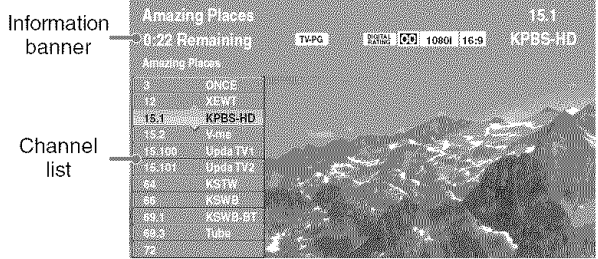 Information
banner
Amazing Places 15.1
0:22 Remaining TV-PG DIGITAL RATING 1080I 16:9 KPBS-HD
Amazing Places
Channel
list
3 ONCE
12 XEWT
15.1 KPBS-HD
15.2 V-me
15.100 Upda TV1
15.101 Upda TV2
64 KSTW
66 KSWB
69.1 KSWB-BT
69.3 Tube
72